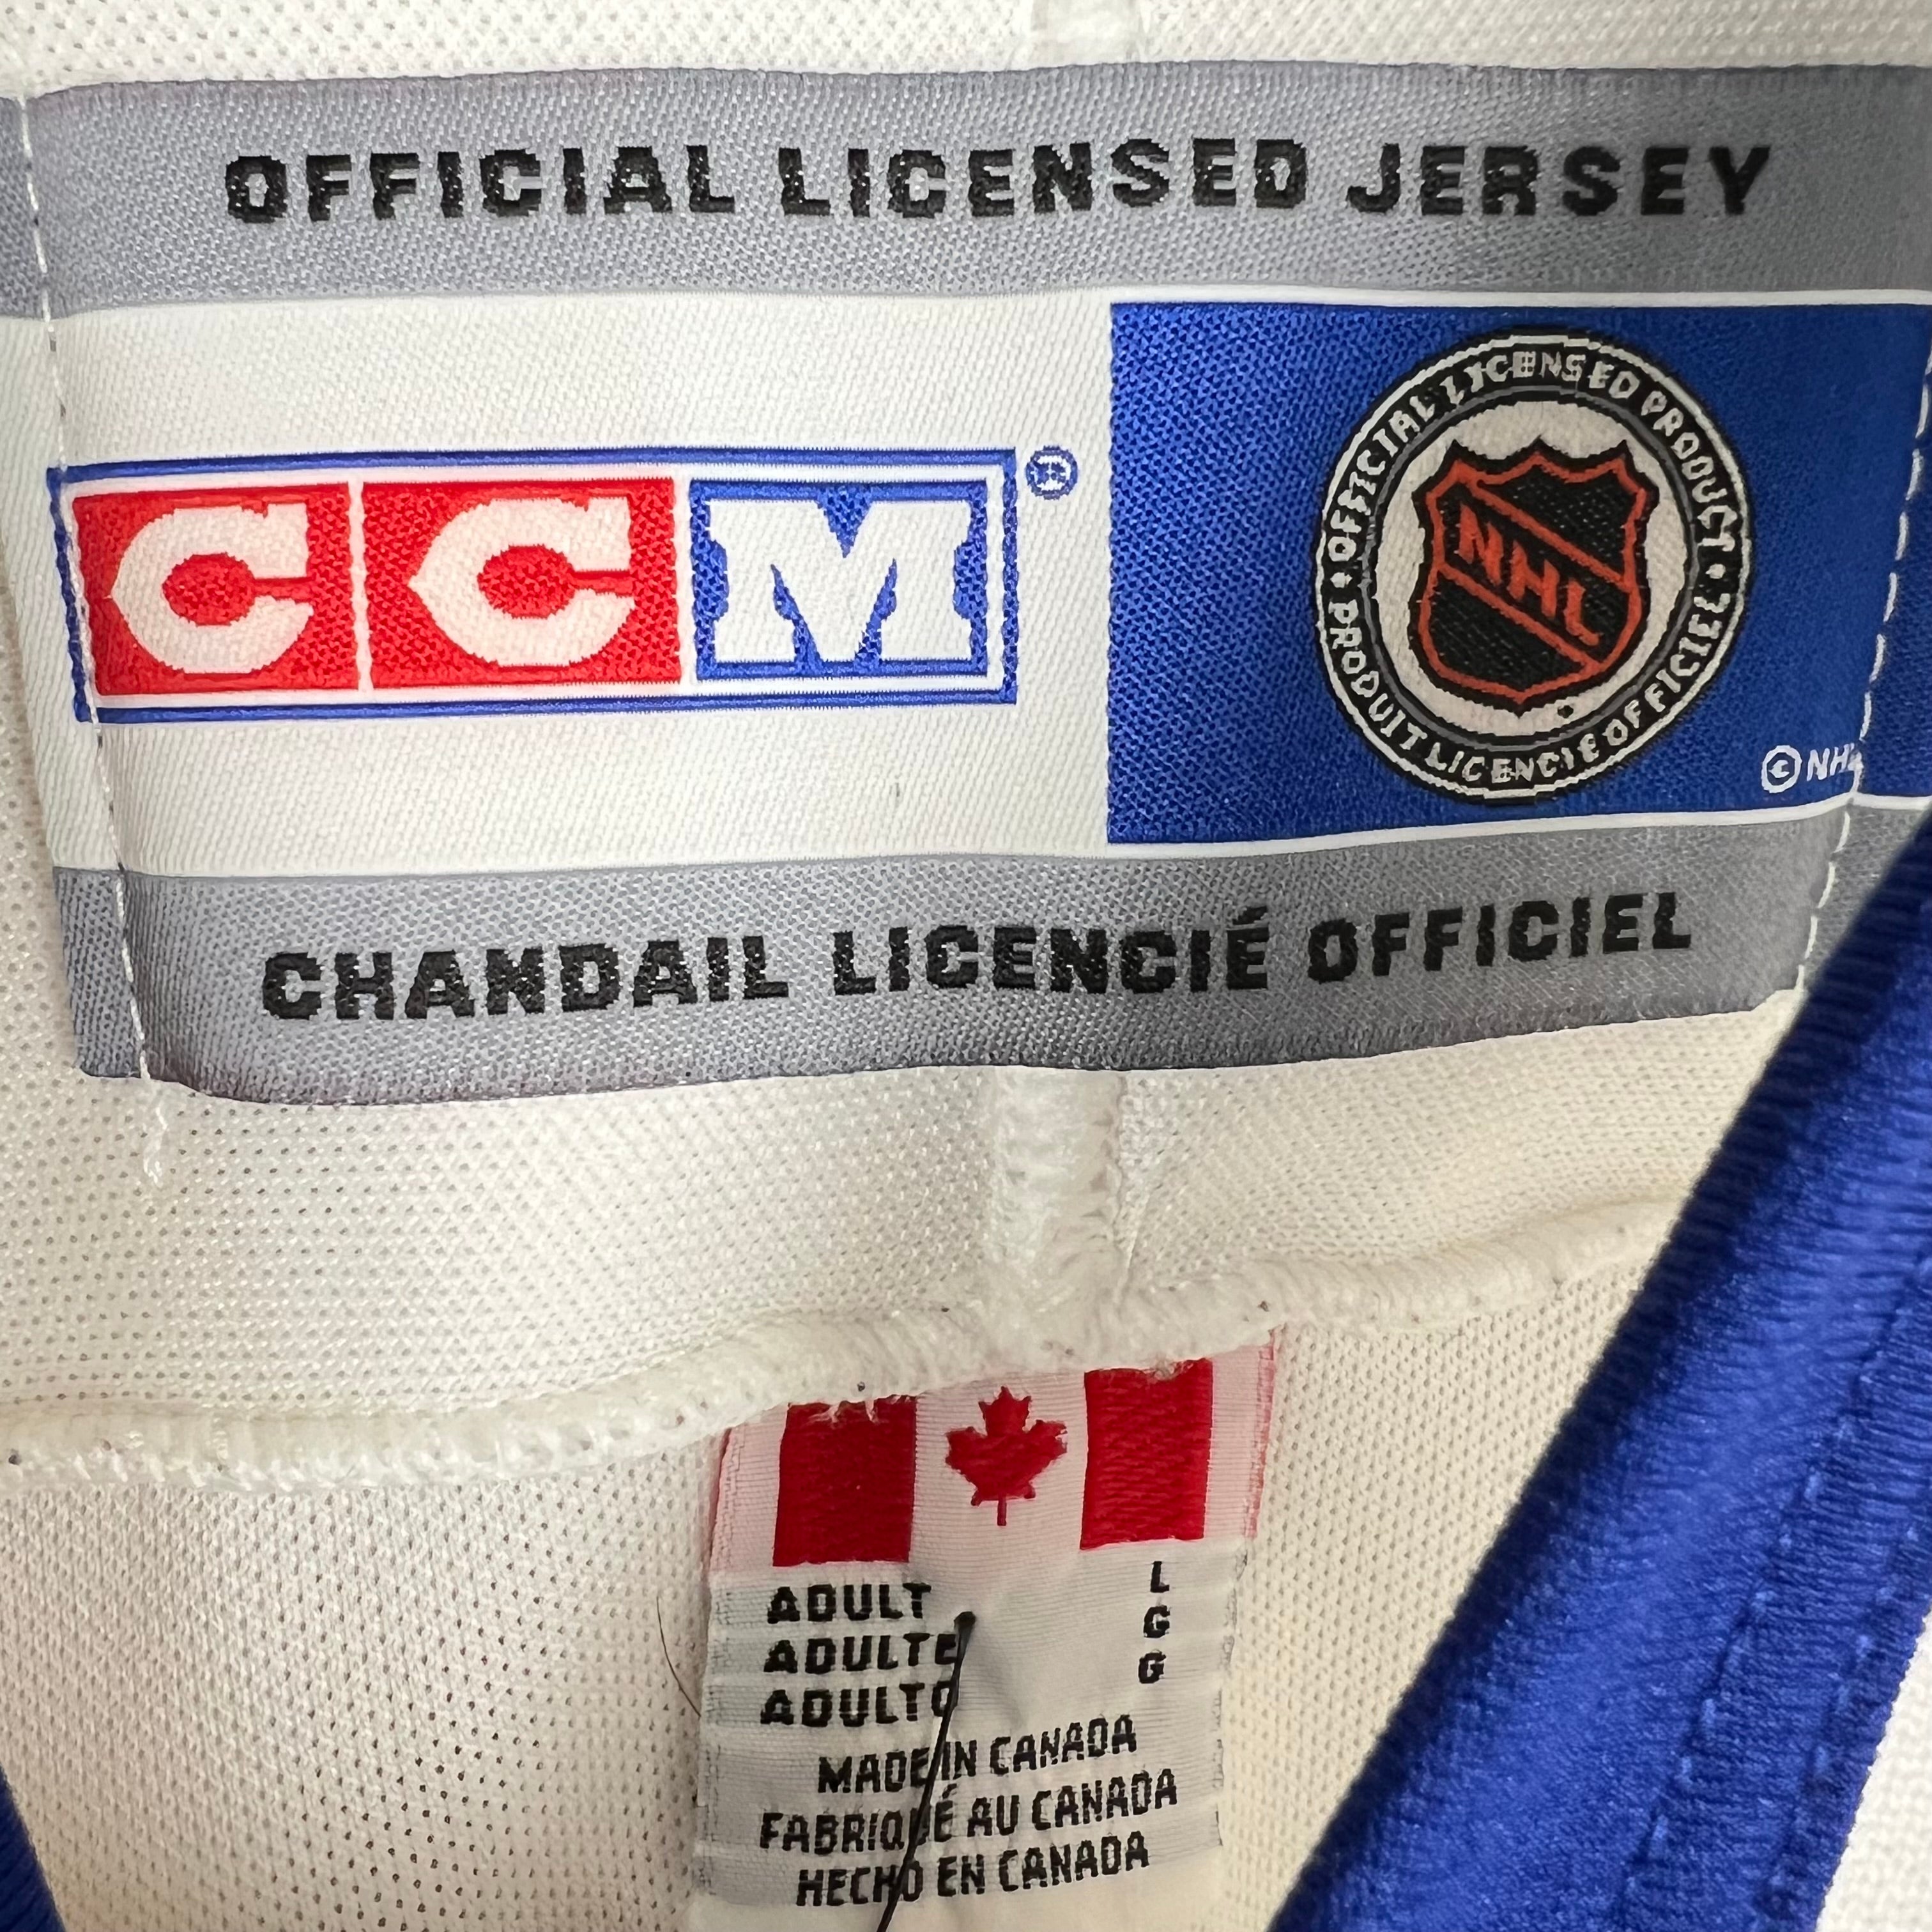 OFFICIAL LICENSED JERSEY
CCM®
• OFFICIAL LICENSED PRODUCT •
NHL
PRODUIT LICENCIÉ OFFICIEL
©NHL
CHANDAIL LICENCIÉ OFFICIEL
ADULT L
ADULTE G
ADULTO G
MADE IN CANADA
FABRIQUÉ AU CANADA
HECHO EN CANADA